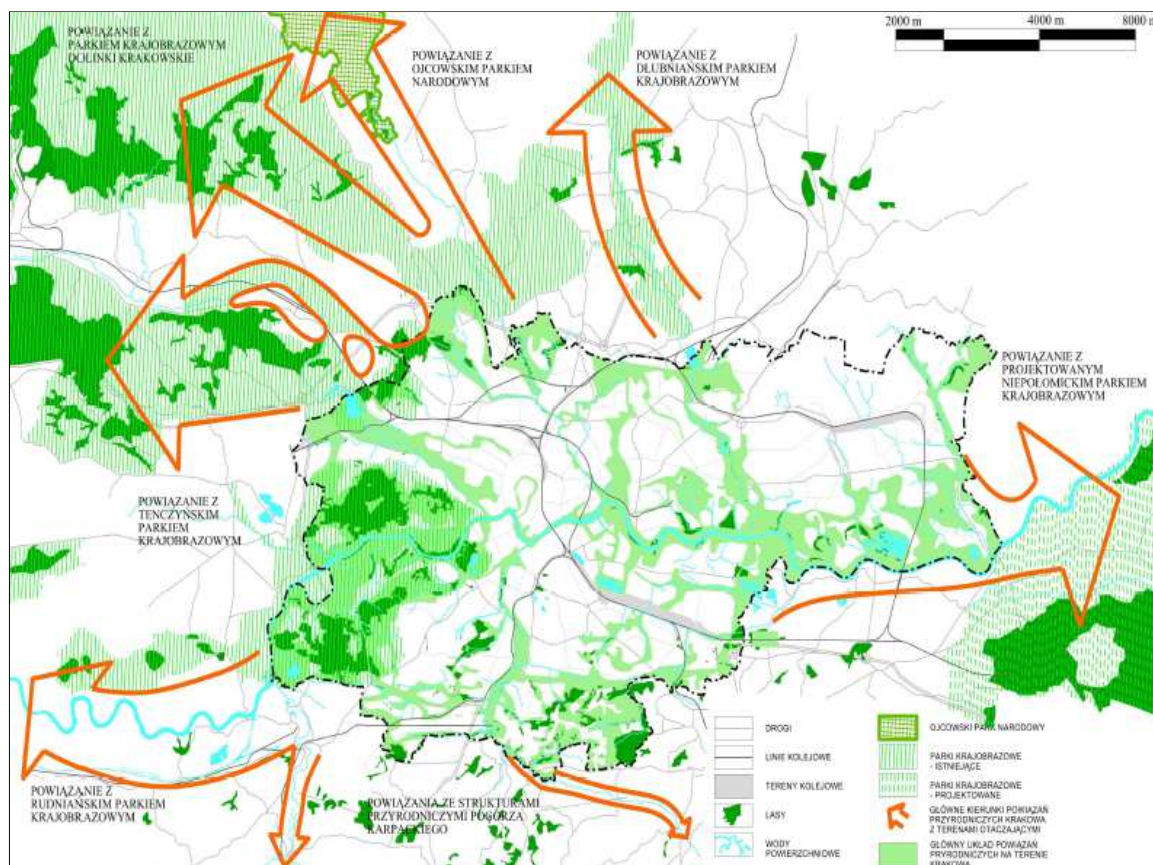 POWIĄZANIE Z
PARKIEM KRAJOBRAZOWYM
DOLINKI KRAKOWSKIE
POWIĄZANIE Z
OJCOWSKIM PARKIEM
NARODOWYM
POWIĄZANIE Z
DŁUBNIAŃSKIM PARKIEM
KRAJOBRAZOWYM
2000 m
4000 m
8000 m
POWIĄZANIE Z
PROJEKTOWANYM
NIEPOŁOMICKIM PARKIEM
KRAJOBRAZOWYM
POWIĄZANIE Z
TENCZYŃSKIM
PARKIEM
KRAJOBRAZOWYM
POWIĄZANIE Z
RUDNIAŃSKIM PARKIEM
KRAJOBRAZOWYM
POWIĄZANIA ZE STRUKTURAMI
PRZYRODNICZYMI POGÓRZA
KARPACKIEGO
DROGI
LINIE KOLEJOWE
TERENY KOLEJOWE
LASY
WODY
POWIERZCHNIOWE
OJCOWSKI PARK NARODOWY
PARKI KRAJOBRAZOWE
- ISTNIEJĄCE
PARKI KRAJOBRAZOWE
- PROJEKTOWANE
GŁÓWNE KIERUNKI POWIĄZAŃ
PRZYRODNICZYCH KRAKOWA
Z TERENAMI OTACZAJĄCYMI
GŁÓWNY UKŁAD POWIĄZAŃ
PRYRODNICZYCH NA TERENIE
KRAKOWA